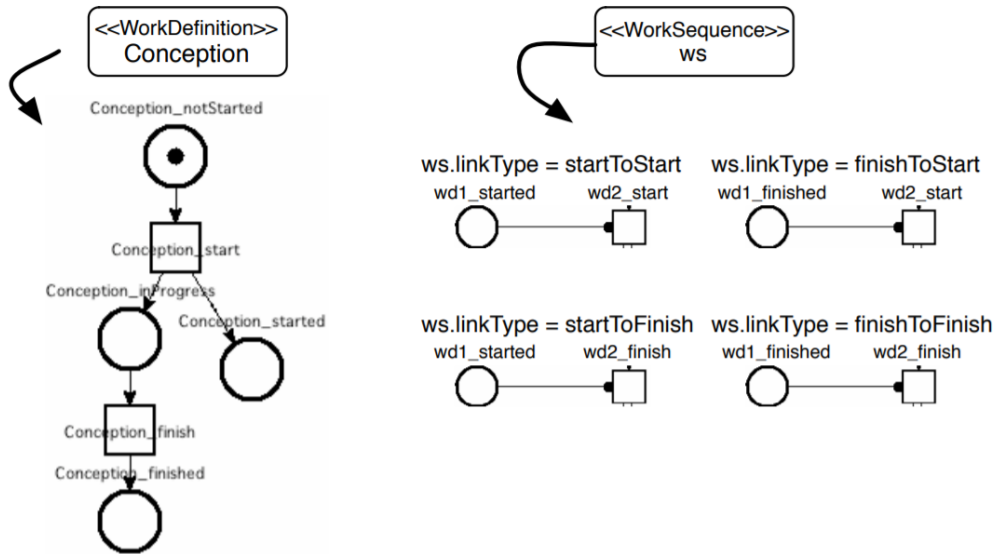 <<WorkDefinition>>
Conception
Conception_notStarted
Conception_start
Conception_inProgress
Conception_started
Conception_finish
Conception_finished
<<WorkSequence>>
ws
ws.linkType = startToStart
wd1_started wd2_start
ws.linkType = finishToStart
wd1_finished wd2_start
ws.linkType = startToFinish
wd1_started wd2_finish
ws.linkType = finishToFinish
wd1_finished wd2_finish